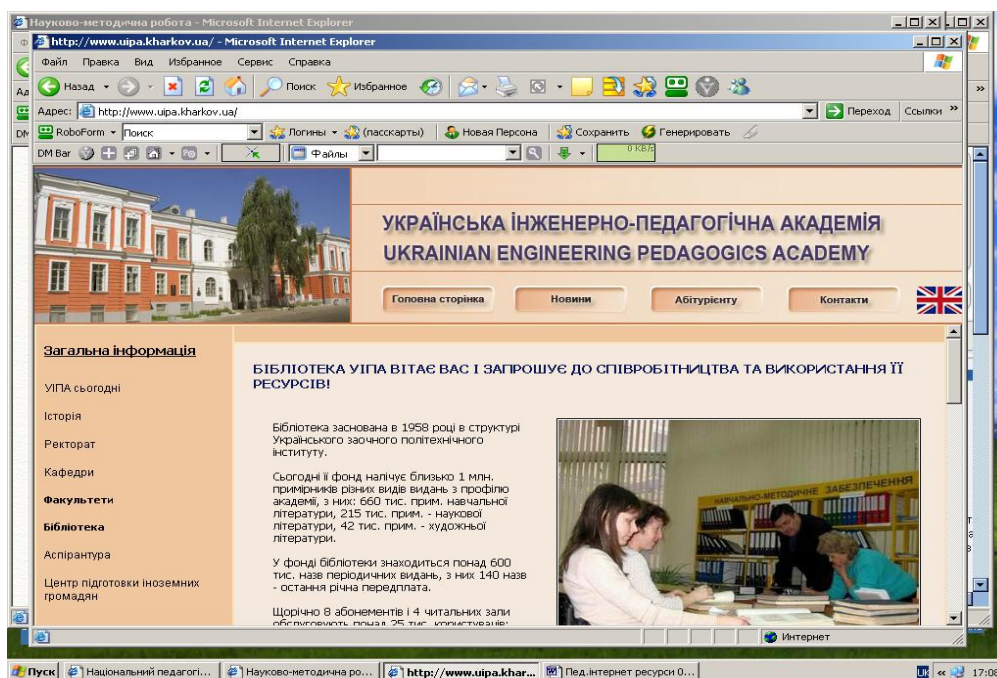 Науково-методична робота - Microsoft Internet Explorer
http://www.uipa.kharkov.ua/ - Microsoft Internet Explorer
Файл Правка Вид Избранное Сервис Справка
Назад Поиск Избранное
Адрес: http://www.uipa.kharkov.ua/ Переход Ссылки
RoboForm Поиск Логины (пасскарты) Новая Персона Сохранить Генерировать
DM Bar Файлы 0 KB/s
УКРАЇНСЬКА ІНЖЕНЕРНО-ПЕДАГОГІЧНА АКАДЕМІЯ
UKRAINIAN ENGINEERING PEDAGOGICS ACADEMY
Головна сторінка Новини Абітурієнту Контакти
Загальна інформація
УІПА сьогодні
Історія
Ректорат
Кафедри
Факультети
Бібліотека
Аспірантура
Центр підготовки іноземних
громадян
БІБЛІОТЕКА УІПА ВІТАЄ ВАС І ЗАПРОШУЄ ДО СПІВРОБІТНИЦТВА ТА ВИКОРИСТАННЯ ЇЇ
РЕСУРСІВ!
Бібліотека заснована в 1958 році в структурі
Українського заочного політехнічного
інституту.
Сьогодні її фонд налічує близько 1 млн.
примірників різних видів видань з профілю
академії, з них: 660 тис. прим. навчальної
літератури, 215 тис. прим. - наукової
літератури, 42 тис. прим. - художньої
літератури.
У фонді бібліотеки знаходиться понад 600
тис. назв періодичних видань, з них 140 назв
- остання річна передплата.
Щорічно 8 абонементів і 4 читальних зали
обслуговують понад 25 тис. користувачів:
НАВЧАЛЬНО-МЕТОДИЧНЕ ЗАБЕЗПЕЧЕННЯ
Интернет
Пуск Національний педагогі... Науково-методична ро... http://www.uipa.khar... Пед.інтернет ресурси 0... UK « 17:08